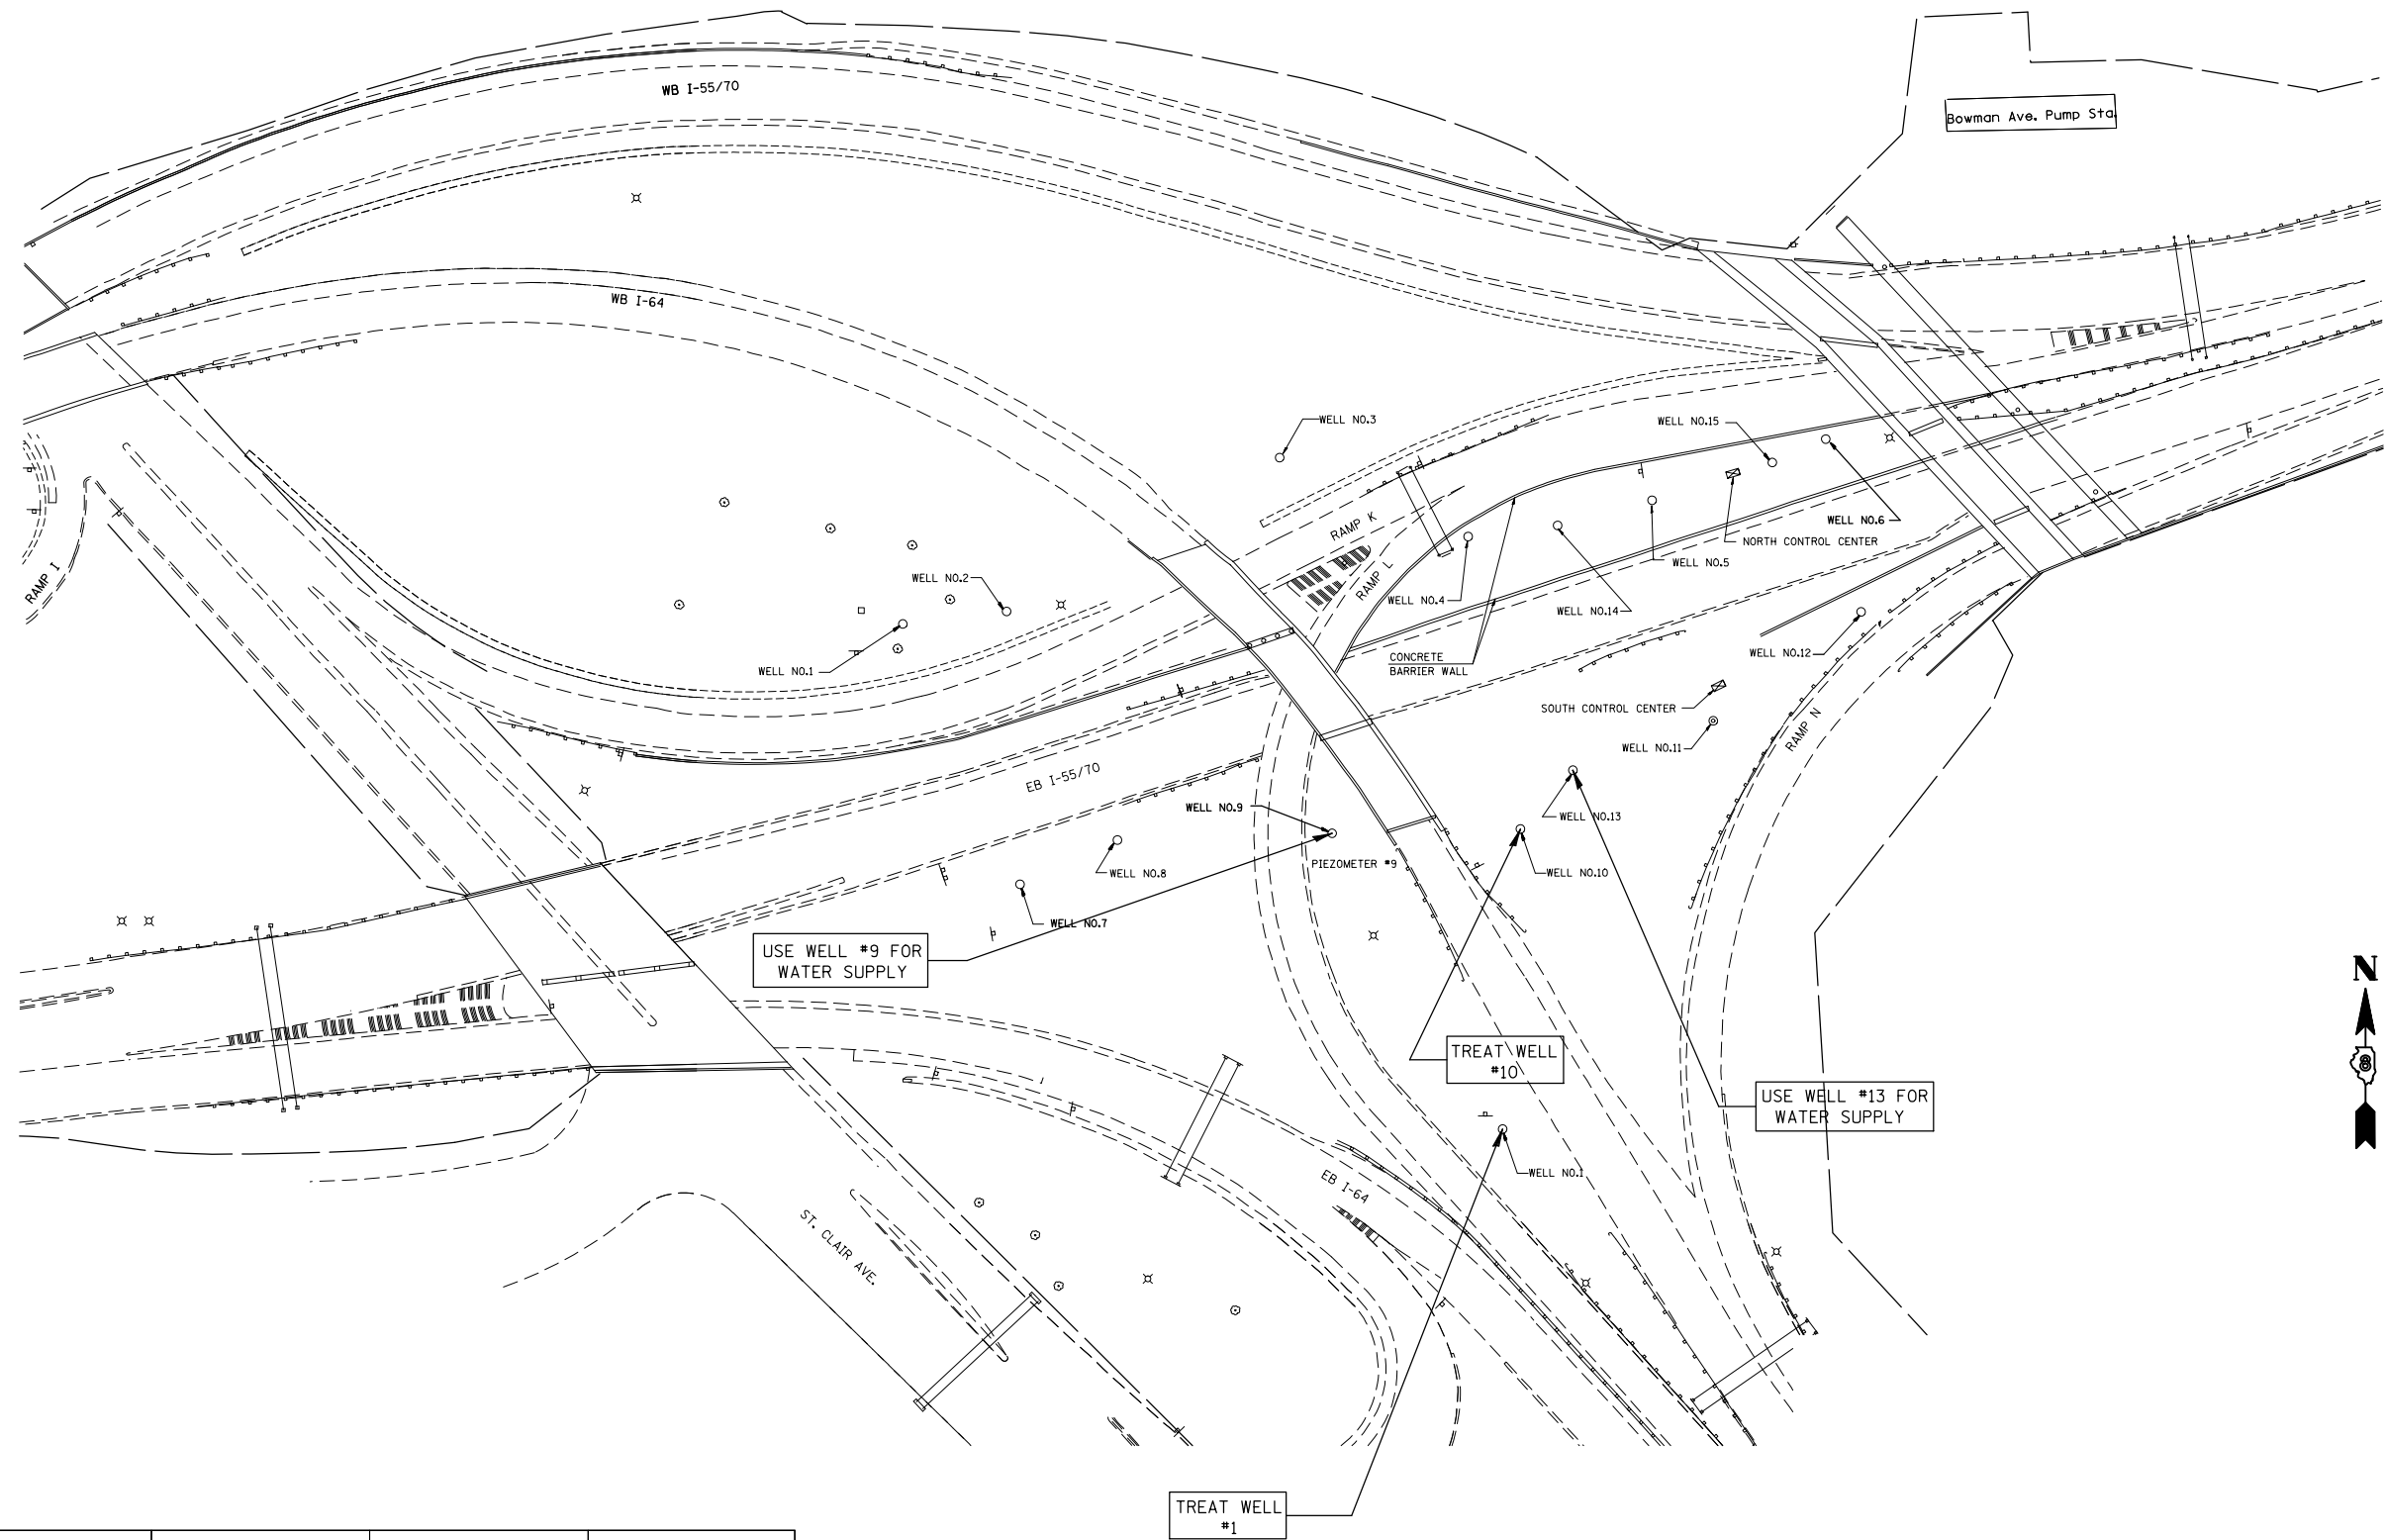 WB I-55/70
Bowman Ave. Pump Sta.
WB I-64
WELL NO.3
WELL NO.15
RAMP K
WELL NO.6
NORTH CONTROL CENTER
WELL NO.5
RAMP I
RAMP L
WELL NO.2
WELL NO.4
WELL NO.14
WELL NO.1
CONCRETE
BARRIER WALL
WELL NO.12
SOUTH CONTROL CENTER
RAMP N
WELL NO.11
EB I-55/70
WELL NO.9
WELL NO.13
PIEZOMETER #9
WELL NO.8
WELL NO.10
WELL NO.7
USE WELL #9 FOR
WATER SUPPLY
N
8
TREAT WELL
#10
USE WELL #13 FOR
WATER SUPPLY
WELL NO.1
EB I-64
ST. CLAIR AVE.
TREAT WELL
#1